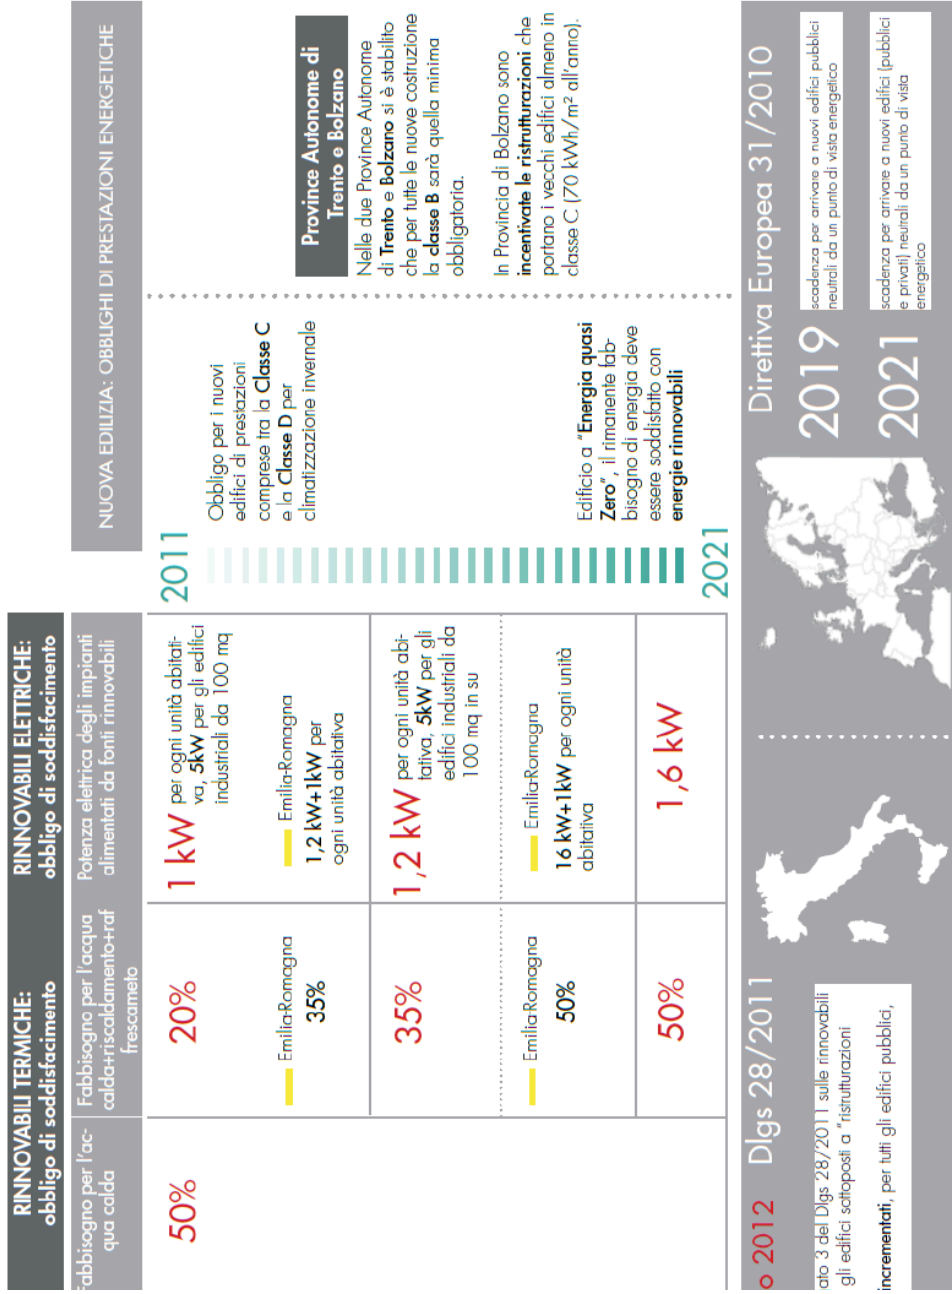 RINNOVABILI TERMICHE:
obbligo di soddisfacimento
RINNOVABILI ELETTRICHE:
obbligo di soddisfacimento
Fabbisogno per l'ac-
qua calda
Fabbisogno per l'acqua
calda+riscaldamento+raf
frescameto
Potenza elettrica degli impianti
alimentati da fonti rinnovabili
NUOVA EDILIZIA: OBBLIGHI DI PRESTAZIONI ENERGETICHE
50%
20%
1 kW per ogni unità abitati-
va, 5kW per gli edifici
industriali da 100 mq
Emilia-Romagna
35%
Emilia-Romagna
1,2 kW+1kW per
ogni unità abitativa
35%
1,2 kW per ogni unità abi-
tativa, 5kW per gli
edifici industriali da
100 mq in su
Emilia-Romagna
50%
Emilia-Romagna
16 kW+1kW per ogni unità
abitativa
50%
1,6 kW
2011
Obbligo per i nuovi
edifici di prestazioni
comprese tra la Classe C
e la Classe D per
climatizzazione invernale
Edificio a "Energia quasi
Zero", il rimanente fab-
bisogno di energia deve
essere soddisfatto con
energie rinnovabili
2021
Province Autonome di
Trento e Bolzano
Nelle due Province Autonome
di Trento e Bolzano si è stabilito
che per tutte le nuove costruzione
la classe B sarà quella minima
obbligatoria.
In Provincia di Bolzano sono
incentivate le ristrutturazioni che
portano i vecchi edifici almeno in
classe C (70 kWh/m² all'anno).
o 2012
Dlgs 28/2011
ato 3 del Dlgs 28/2011 sulle rinnovabili
gli edifici sottoposti a "ristrutturazioni
incrementati, per tutti gli edifici pubblici,
Direttiva Europea 31/2010
2019
scadenza per arrivare a nuovi edifici pubblici
neutrali da un punto di vista energetico
2021
scadenza per arrivare a nuovi edifici (pubblici
e privati) neutrali da un punto di vista
energetico